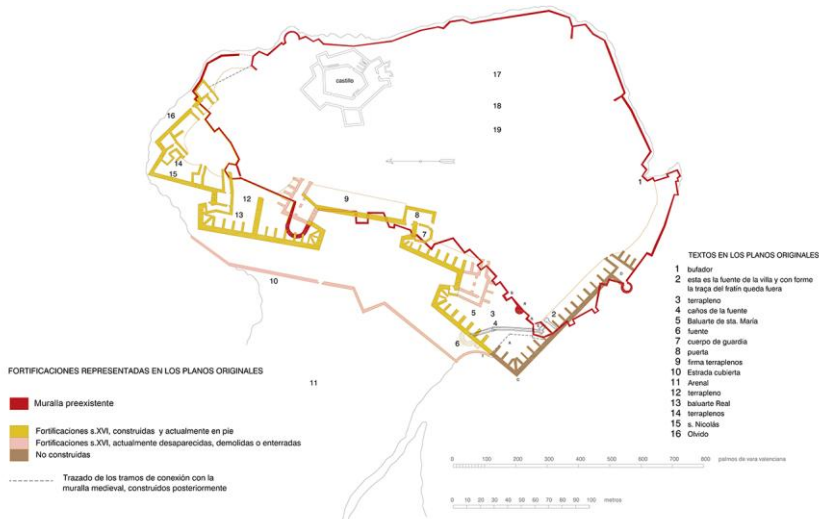 castillo
17
18
19
16
14
15
12
13
9
8
7
1
10
5
3
4
2
6
11
TEXTOS EN LOS PLANOS ORIGINALES
1 bufador
2 esta es la fuente de la villa y con forme
la traça del fratín queda fuera
3 terrapleno
4 caños de la fuente
5 Baluarte de sta. María
6 fuente
7 cuerpo de guardia
8 puerta
9 firma terraplenos
10 Estrada cubierta
11 Arenal
12 terrapleno
13 baluarte Real
14 terraplenos
15 s. Nicolás
16 Olvido
FORTIFICACIONES REPRESENTADAS EN LOS PLANOS ORIGINALES
Muralla preexistente
Fortificaciones s.XVI, construídas y actualmente en pie
Fortificaciones s.XVI, actualmente desaparecidas, demolidas o enterradas
No construidas
Trazado de los tramos de conexión con la
muralla medieval, construidos posteriormente
0 100 200 300 400 500 600 700 800 palmos de vara valenciana
0 10 20 30 40 50 60 70 80 90 100 metros